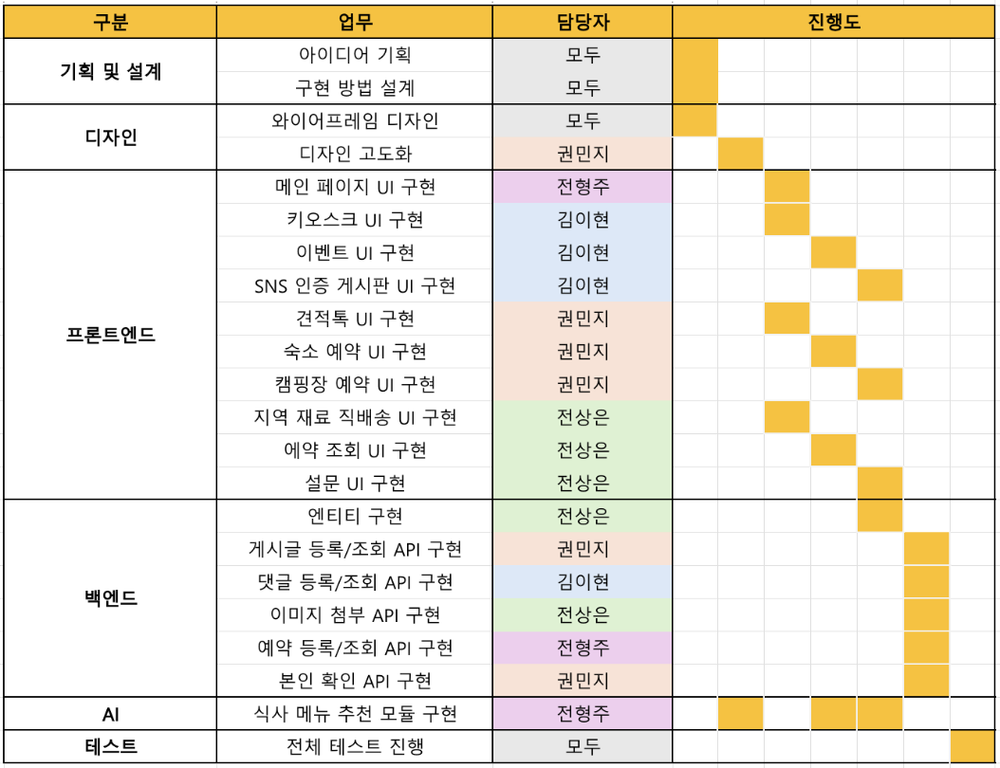 구분 업무 담당자 진행도
기획 및 설계
아이디어 기획 모두
구현 방법 설계 모두
디자인
와이어프레임 디자인 모두
디자인 고도화 권민지
프론트엔드
메인 페이지 UI 구현 전형주
키오스크 UI 구현 김이현
이벤트 UI 구현 김이현
SNS 인증 게시판 UI 구현 김이현
견적톡 UI 구현 권민지
숙소 예약 UI 구현 권민지
캠핑장 예약 UI 구현 권민지
지역 재료 직배송 UI 구현 전상은
에약 조회 UI 구현 전상은
설문 UI 구현 전상은
백엔드
엔티티 구현 전상은
게시글 등록/조회 API 구현 권민지
댓글 등록/조회 API 구현 김이현
이미지 첨부 API 구현 전상은
예약 등록/조회 API 구현 전형주
본인 확인 API 구현 권민지
AI 식사 메뉴 추천 모듈 구현 전형주
테스트 전체 테스트 진행 모두